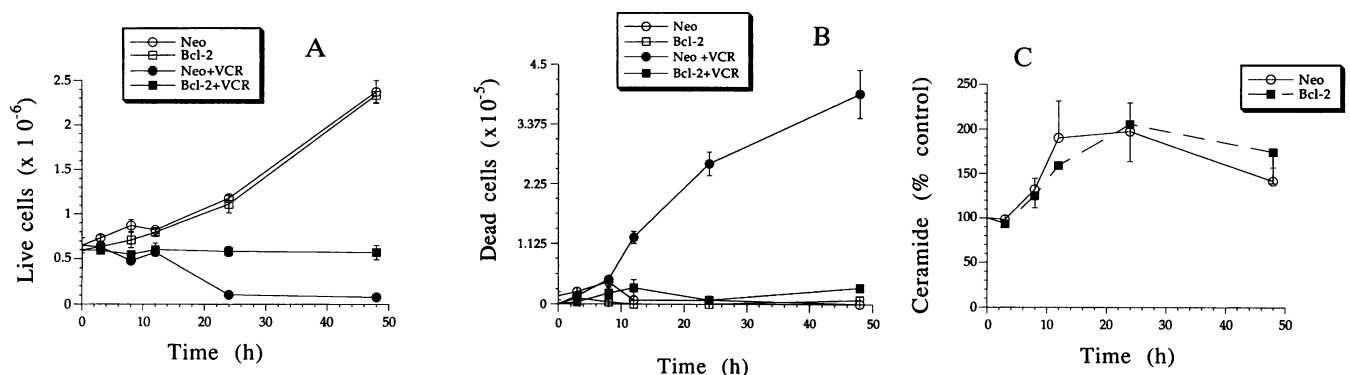 A
Neo
Bcl-2
Neo+VCR
Bcl-2+VCR
Live cells (x 10-6)
2.5
2
1.5
1
0.5
0
0 10 20 30 40 50
Time (h)
B
Neo
Bcl-2
Neo +VCR
Bcl-2+VCR
Dead cells (x10-5)
4.5
3.375
2.25
1.125
0
0 10 20 30 40 50
Time (h)
C
Neo
Bcl-2
Ceramide (% control)
250
200
150
100
50
0
0 10 20 30 40 50
Time (h)